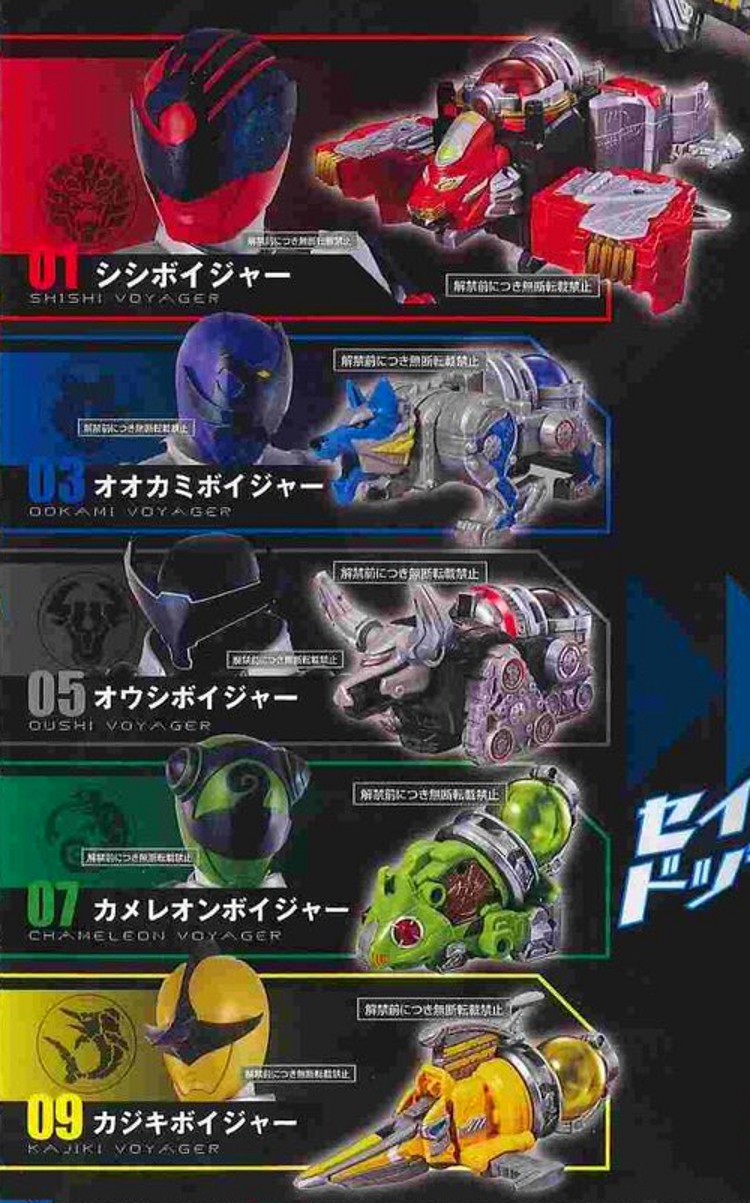 解禁前につき無断転載禁止
解禁前につき無断転載禁止
01 シシボイジャー
SHISHI VOYAGER
解禁前につき無断転載禁止
解禁前につき無断転載禁止
03 オオカミボイジャー
OOKAMI VOYAGER
解禁前につき無断転載禁止
解禁前につき無断転載禁止
05 オウシボイジャー
OUSHI VOYAGER
解禁前につき無断転載禁止
解禁前につき無断転載禁止
07 カメレオンボイジャー
CHAMELEON VOYAGER
セイ
ドッ
解禁前につき無断転載禁止
解禁前につき無断転載禁止
09 カジキボイジャー
KAJIKI VOYAGER